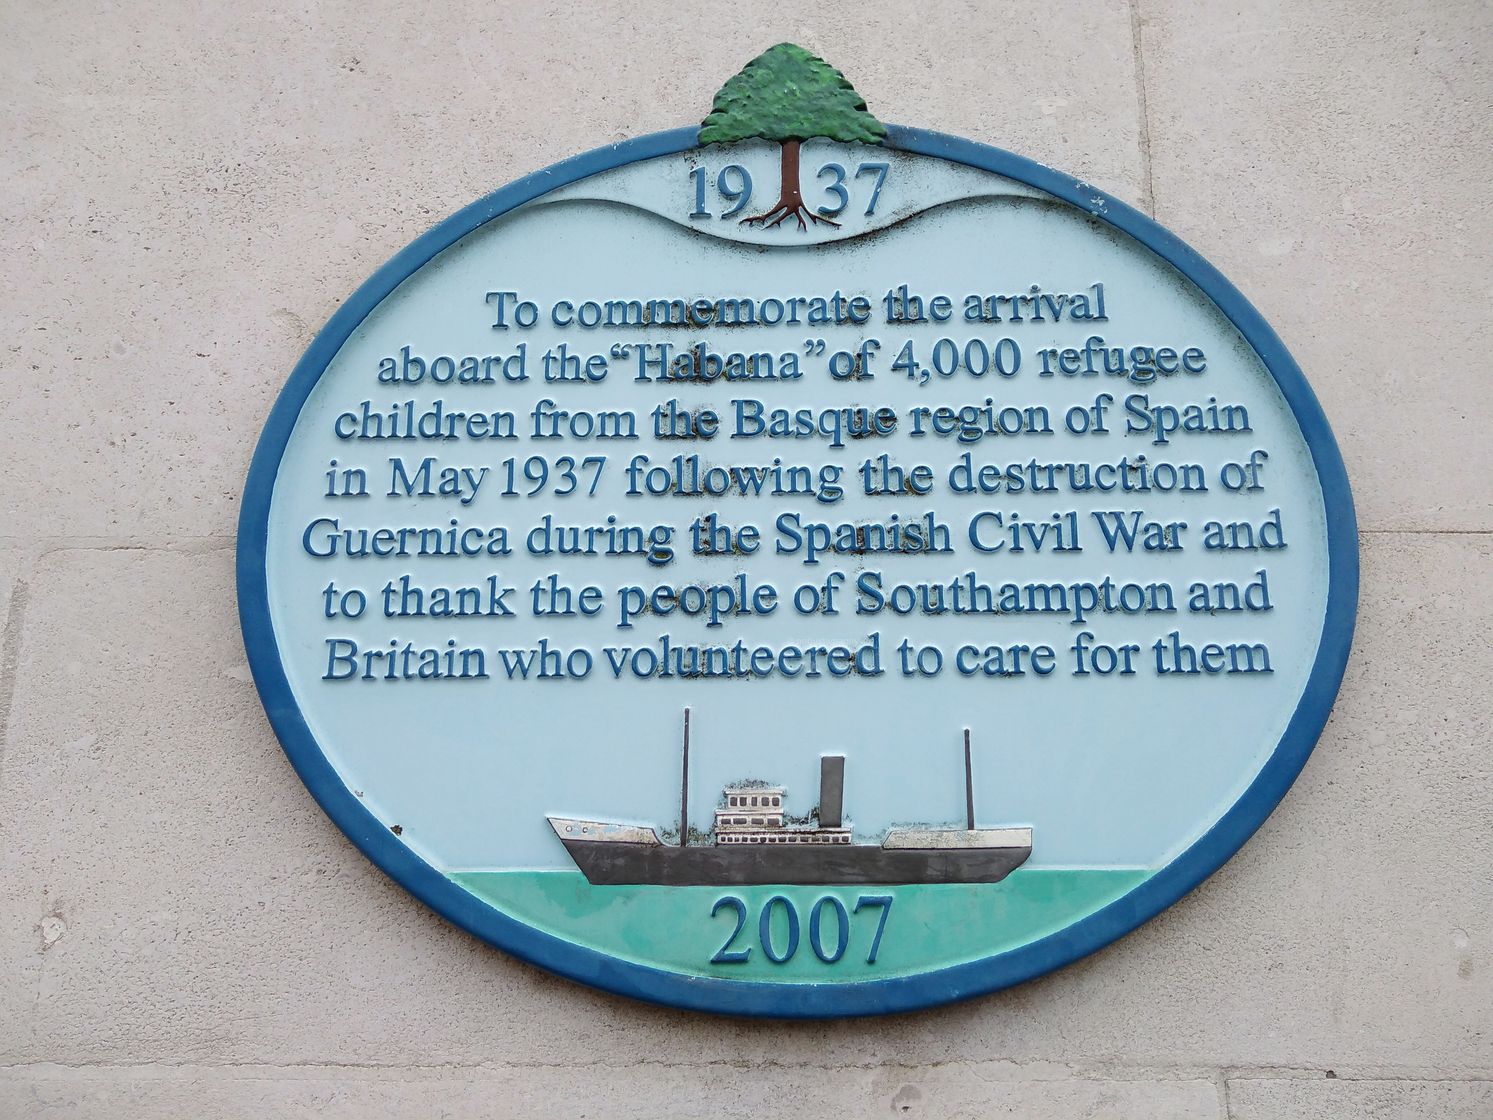 1937
To commemorate the arrival
aboard the "Habana" of 4,000 refugee
children from the Basque region of Spain
in May 1937 following the destruction of
Guernica during the Spanish Civil War and
to thank the people of Southampton and
Britain who volunteered to care for them
2007